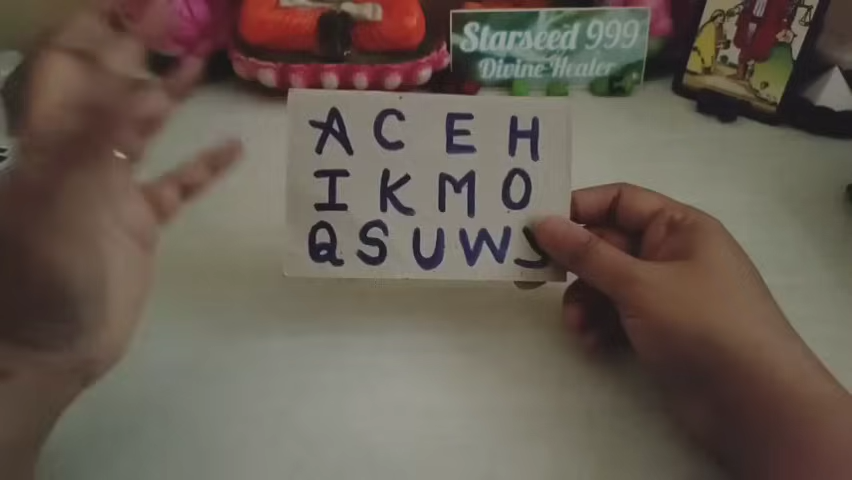 Starseed 999
Divine Healer
A C E H
I K M O
Q S U W